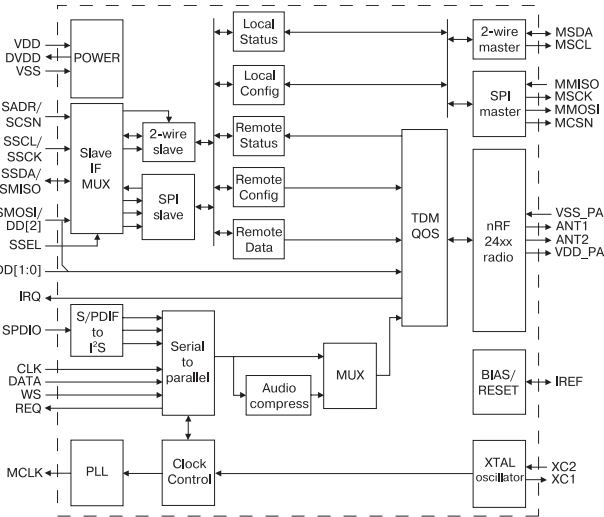 VDD
DVDD
VSS
POWER
Local
Status
Local
Config
Remote
Status
Remote
Config
Remote
Data
2-wire
master
MSDA
MSCL
SPI
master
MMISO
MSCK
MMOSI
MCSN
SADR/
SCSN
SSCL/
SSCK
SSDA/
SMISO
SMOSI/
DD[2]
SSEL
DD[1:0]
Slave
IF
MUX
2-wire
slave
SPI
slave
TDM
QOS
nRF
24xx
radio
VSS_PA
ANT1
ANT2
VDD_PA
IRQ
SPDIO
S/PDIF
to
I²S
CLK
DATA
WS
REQ
Serial
to
parallel
Audio
compress
MUX
BIAS/
RESET
IREF
MCLK
PLL
Clock
Control
XTAL
oscillator
XC2
XC1